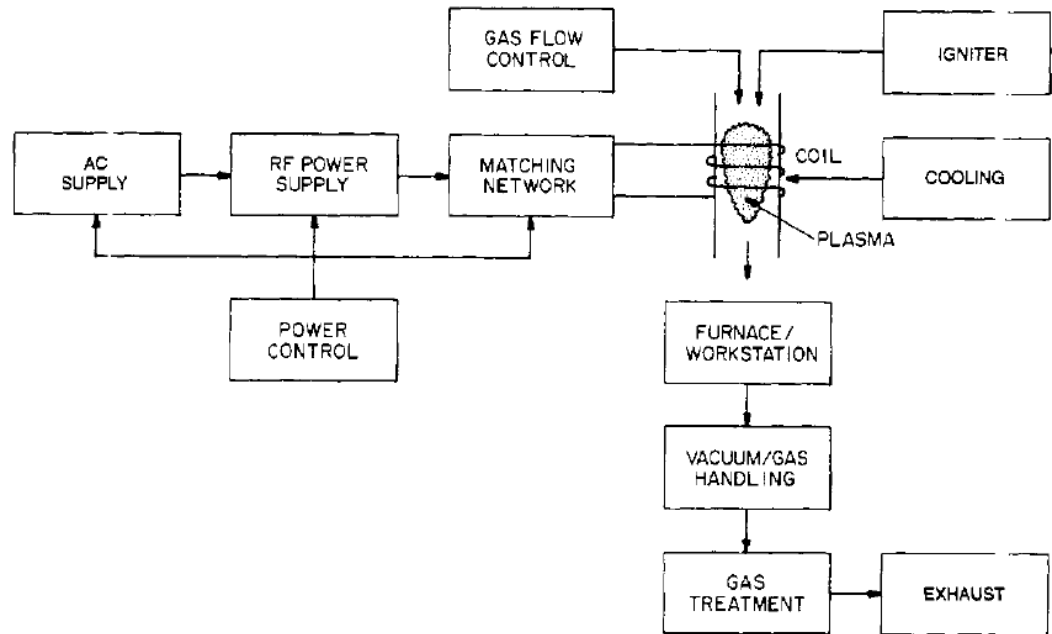 GAS FLOW
CONTROL
IGNITER
AC
SUPPLY
RF POWER
SUPPLY
MATCHING
NETWORK
COIL
COOLING
PLASMA
POWER
CONTROL
FURNACE/
WORKSTATION
VACUUM/GAS
HANDLING
GAS
TREATMENT
EXHAUST